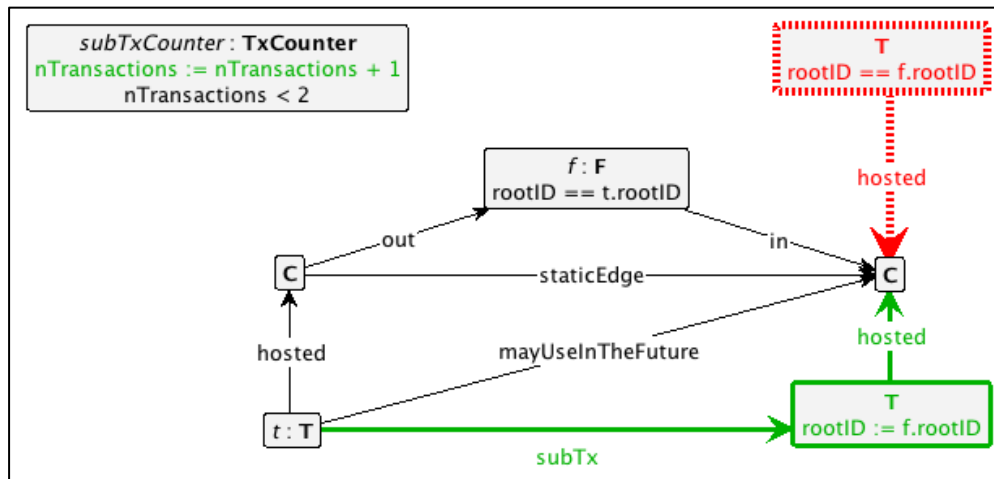 subTxCounter : TxCounter
nTransactions := nTransactions + 1
nTransactions < 2
T
rootID == f.rootID
hosted
f : F
rootID == t.rootID
out
in
C
staticEdge
C
hosted
mayUseInTheFuture
hosted
t : T
subTx
T
rootID := f.rootID